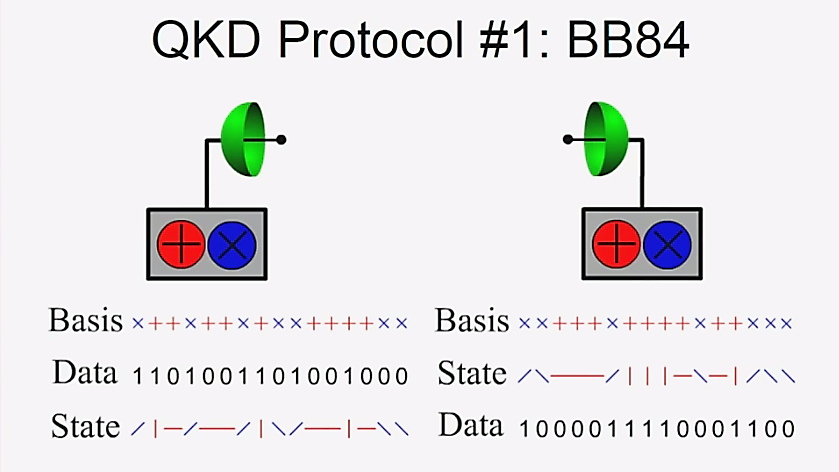 QKD Protocol #1: BB84
+ ×
+ ×
Basis ×++×++×+××++++××
Data 1101001101001000
State /|—/——/|\/——|—\\
Basis ××+++×++++×++×××
State /\———/|||—\—|/\\
Data 1000011110001100